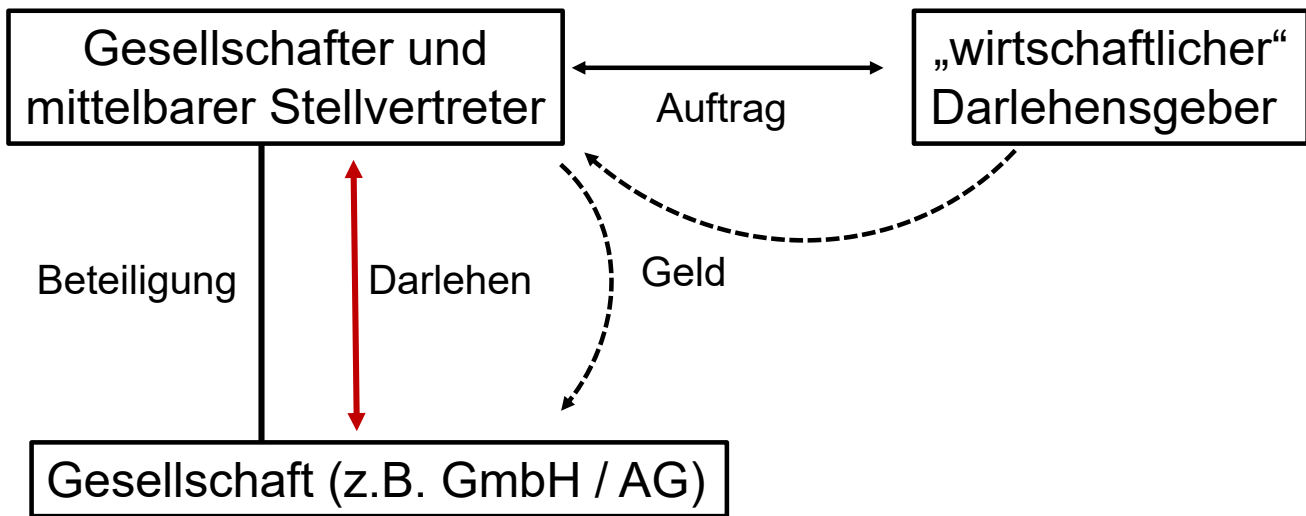 Gesellschafter und
mittelbarer Stellvertreter
„wirtschaftlicher“
Darlehensgeber
Auftrag
Beteiligung
Darlehen
Geld
Gesellschaft (z.B. GmbH / AG)